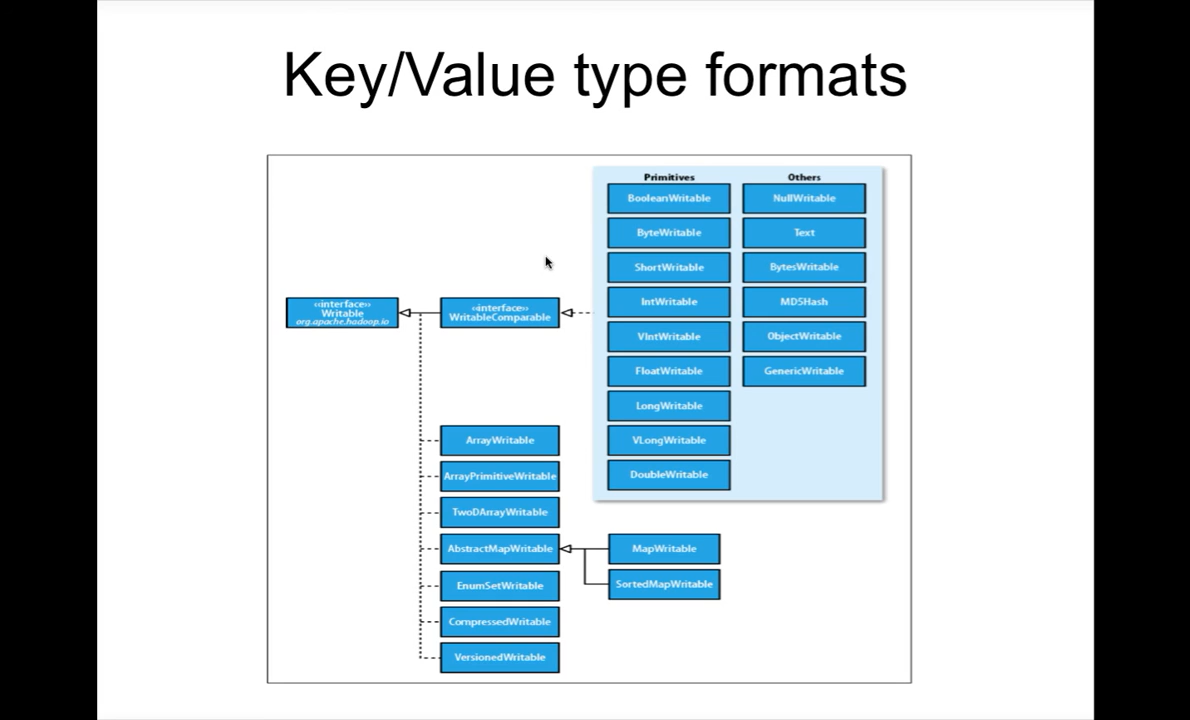 Key/Value type formats
Primitives
BooleanWritable
ByteWritable
ShortWritable
IntWritable
VIntWritable
FloatWritable
LongWritable
VLongWritable
DoubleWritable
Others
NullWritable
Text
BytesWritable
MD5Hash
ObjectWritable
GenericWritable
«interface»
Writable
org.apache.hadoop.io
«interface»
WritableComparable
ArrayWritable
ArrayPrimitiveWritable
TwoDArrayWritable
AbstractMapWritable
EnumSetWritable
CompressedWritable
VersionedWritable
MapWritable
SortedMapWritable